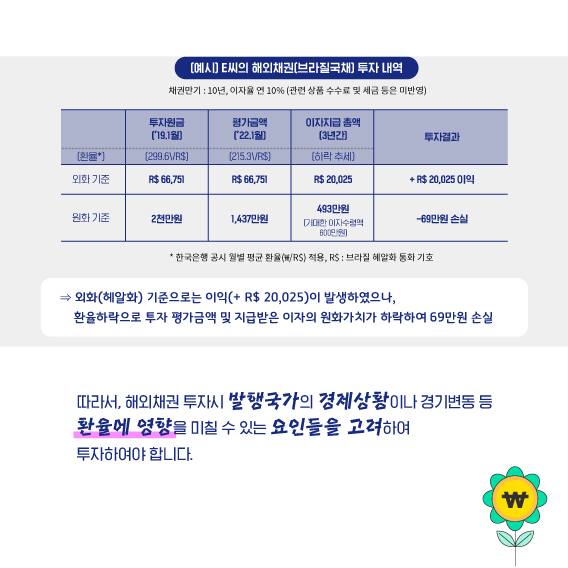 (예시) E씨의 해외채권(브라질국채) 투자 내역
채권만기 : 10년, 이자율 연 10% (관련 상품 수수료 및 세금 등은 미반영)
투자원금 평가금액 이자지급 총액 투자결과
('19.1월) ('22.1월) (3년간)
(환율*) (299.6\/R$) (215.3\/R$) (하락 추세)
외화 기준 R$ 66,751 R$ 66,751 R$ 20,025 + R$ 20,025 이익
원화 기준 2천만원 1,437만원 493만원 -69만원 손실
(기대한 이자수령액
600만원)
* 한국은행 공시 월별 평균 환율(₩/R$) 적용, R$ : 브라질 헤알화 통화 기호
⇒ 외화(헤알화) 기준으로는 이익(+ R$ 20,025)이 발생하였으나,
환율하락으로 투자 평가금액 및 지급받은 이자의 원화가치가 하락하여 69만원 손실
따라서, 해외채권 투자시 발행국가의 경제상황이나 경기변동 등
환율에 영향을 미칠 수 있는 요인들을 고려하여
투자하여야 합니다.
₩